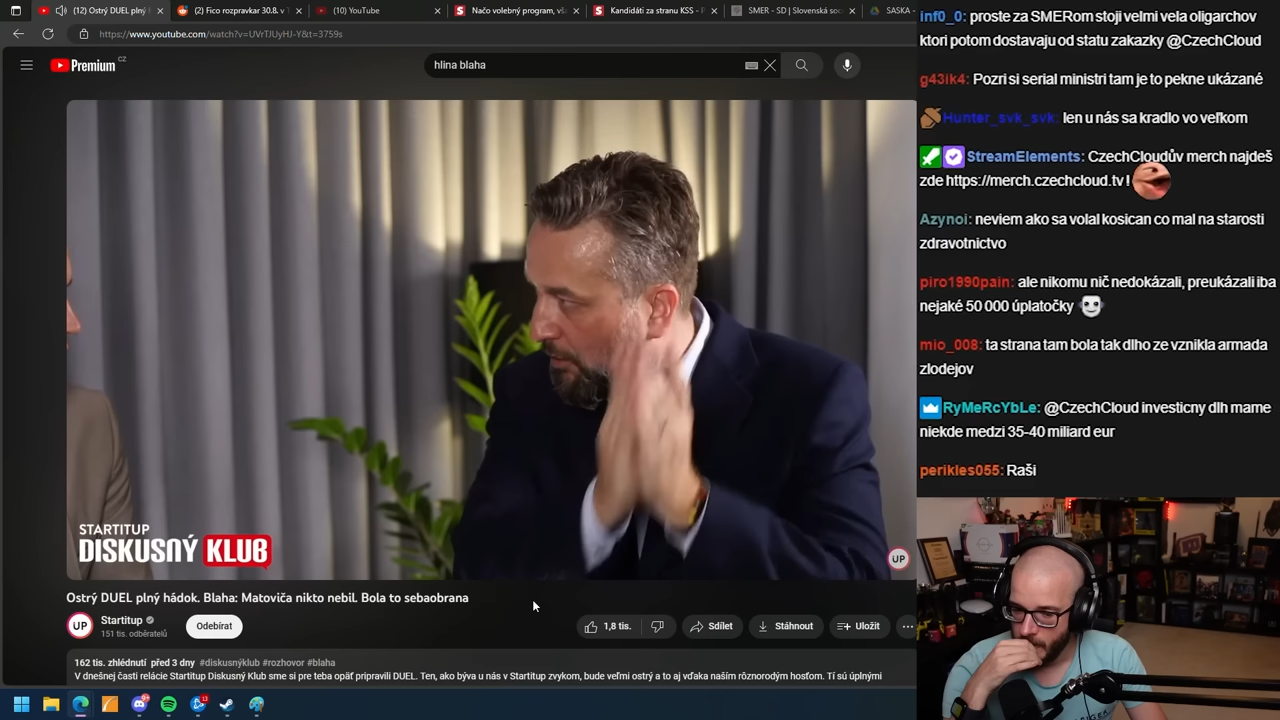 (12) Ostrý DUEL plný h
(2) Fico rozpravkar 30.8. v T
(10) YouTube
Načo volebný program, vša
Kandidáti za stranu KSS - P
SMER - SD | Slovenská soc
SASKA -
https://www.youtube.com/watch?v=UVrTJUyHJ-Y&t=3759s
Premium CZ
hlina blaha
STARTITUP
DISKUSNÝ KLUB
UP
Ostrý DUEL plný hádok. Blaha: Matoviča nikto nebil. Bola to sebaobrana
UP
Startitup
151 tis. odběratelů
Odebírat
1,8 tis.
Sdílet
Stáhnout
Uložit
162 tis. zhlédnutí před 3 dny #diskusnýklub #rozhovor #blaha
V dnešnej časti relácie Startitup Diskusný Klub sme si pre teba opäť pripravili DUEL. Ten, ako býva u nás v Startitup zvykom, bude veľmi ostrý a to aj vďaka našim rôznorodým hosťom. Tí sú úplnými
inf0_0: proste za SMERom stoji velmi vela oligarchov
ktori potom dostavaju od statu zakazky @CzechCloud
g43ik4: Pozri si serial ministri tam je to pekne ukázané
Hunter_svk_svk: len u nás sa kradlo vo veľkom
StreamElements: CzechCloudův merch najdeš
zde https://merch.czechcloud.tv !
Azynoi: neviem ako sa volal kosican co mal na starosti
zdravotnictvo
piro1990pain: ale nikomu nič nedokázali, preukázali iba
nejaké 50 000 úplatočky
mio_008: ta strana tam bola tak dlho ze vznikla armada
zlodejov
RyMeRcYbLe: @CzechCloud investicny dlh mame
niekde medzi 35-40 miliard eur
perikles055: Raši